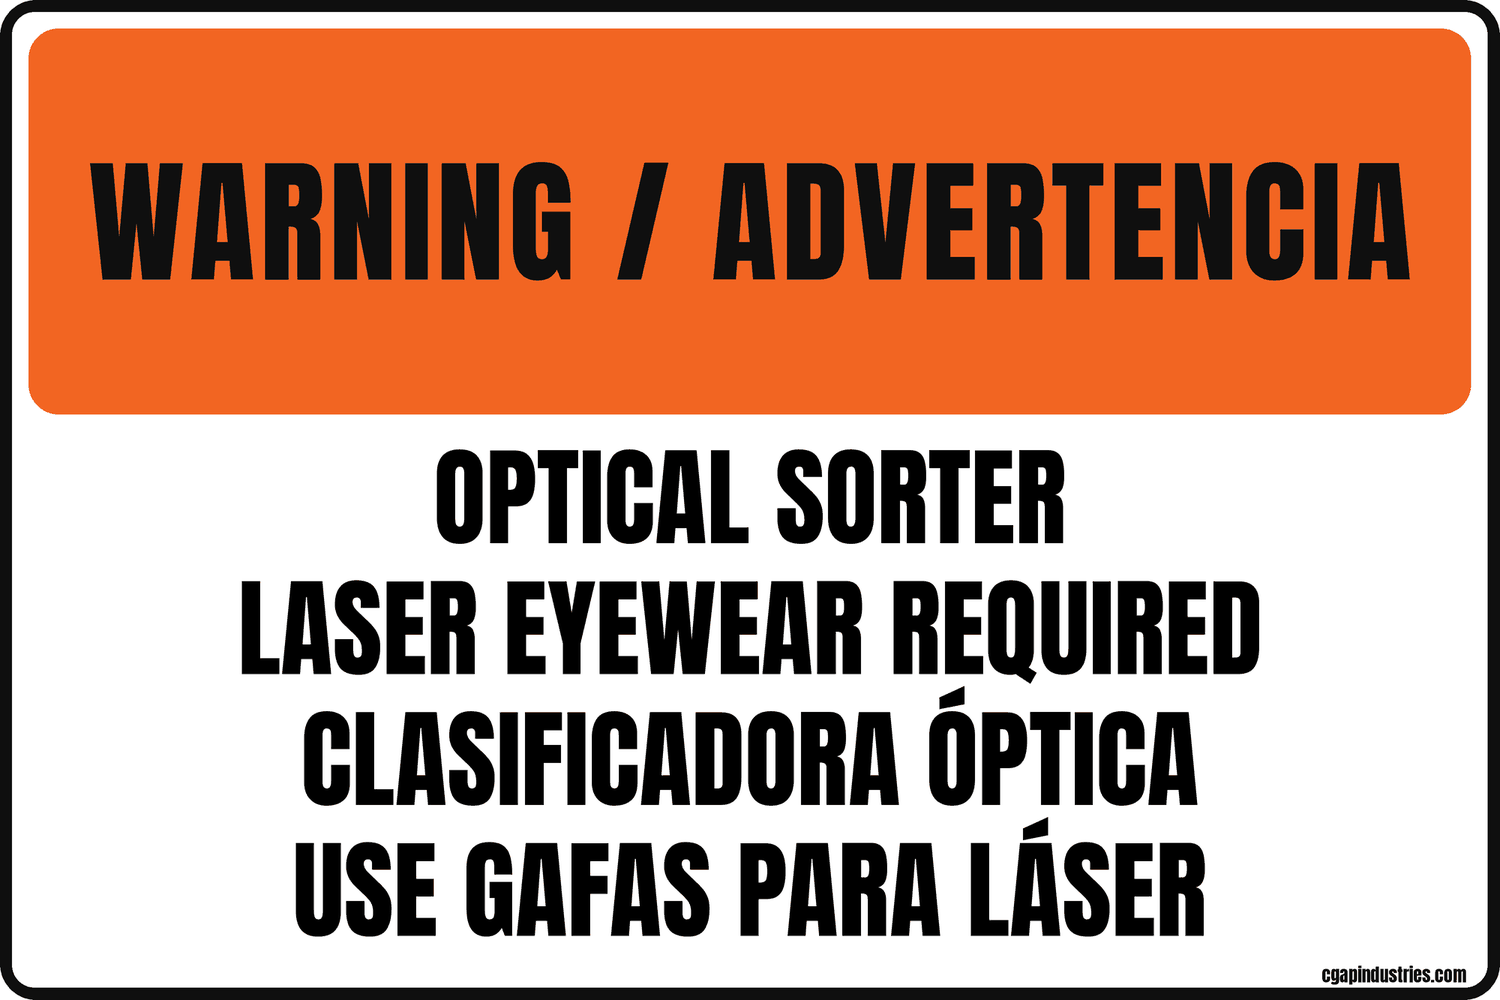 WARNING / ADVERTENCIA
OPTICAL SORTER
LASER EYEWEAR REQUIRED
CLASIFICADORA ÓPTICA
USE GAFAS PARA LÁSER
cgapindustries.com